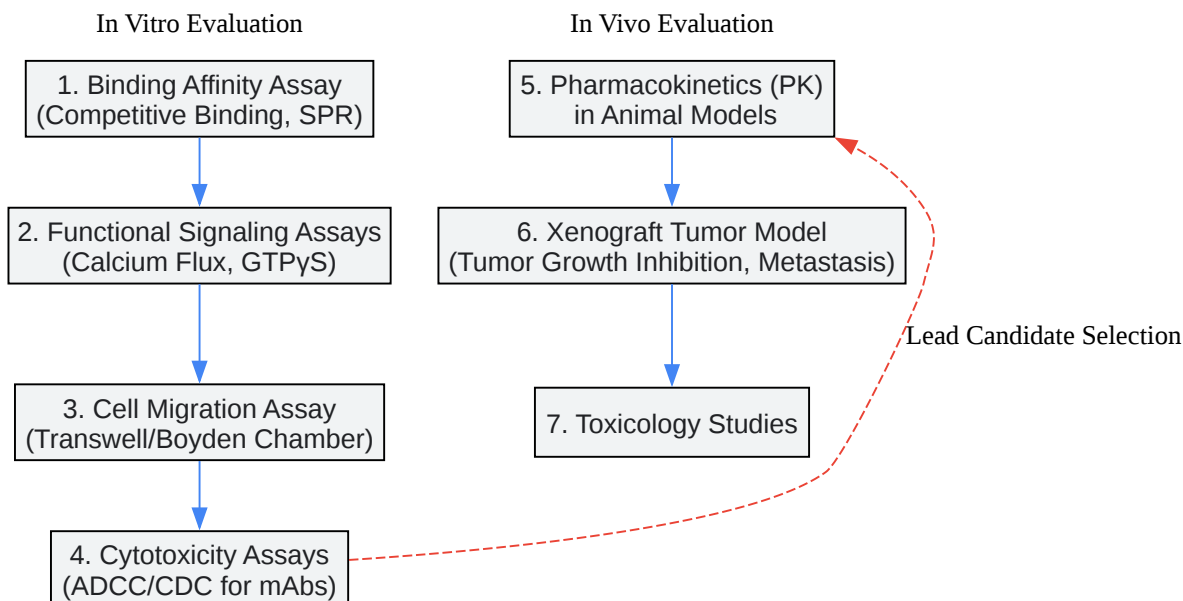 In Vitro Evaluation
1. Binding Affinity Assay
(Competitive Binding, SPR)
2. Functional Signaling Assays
(Calcium Flux, GTPγS)
3. Cell Migration Assay
(Transwell/Boyden Chamber)
4. Cytotoxicity Assays
(ADCC/CDC for mAbs)
In Vivo Evaluation
5. Pharmacokinetics (PK)
in Animal Models
6. Xenograft Tumor Model
(Tumor Growth Inhibition, Metastasis)
7. Toxicology Studies
Lead Candidate Selection